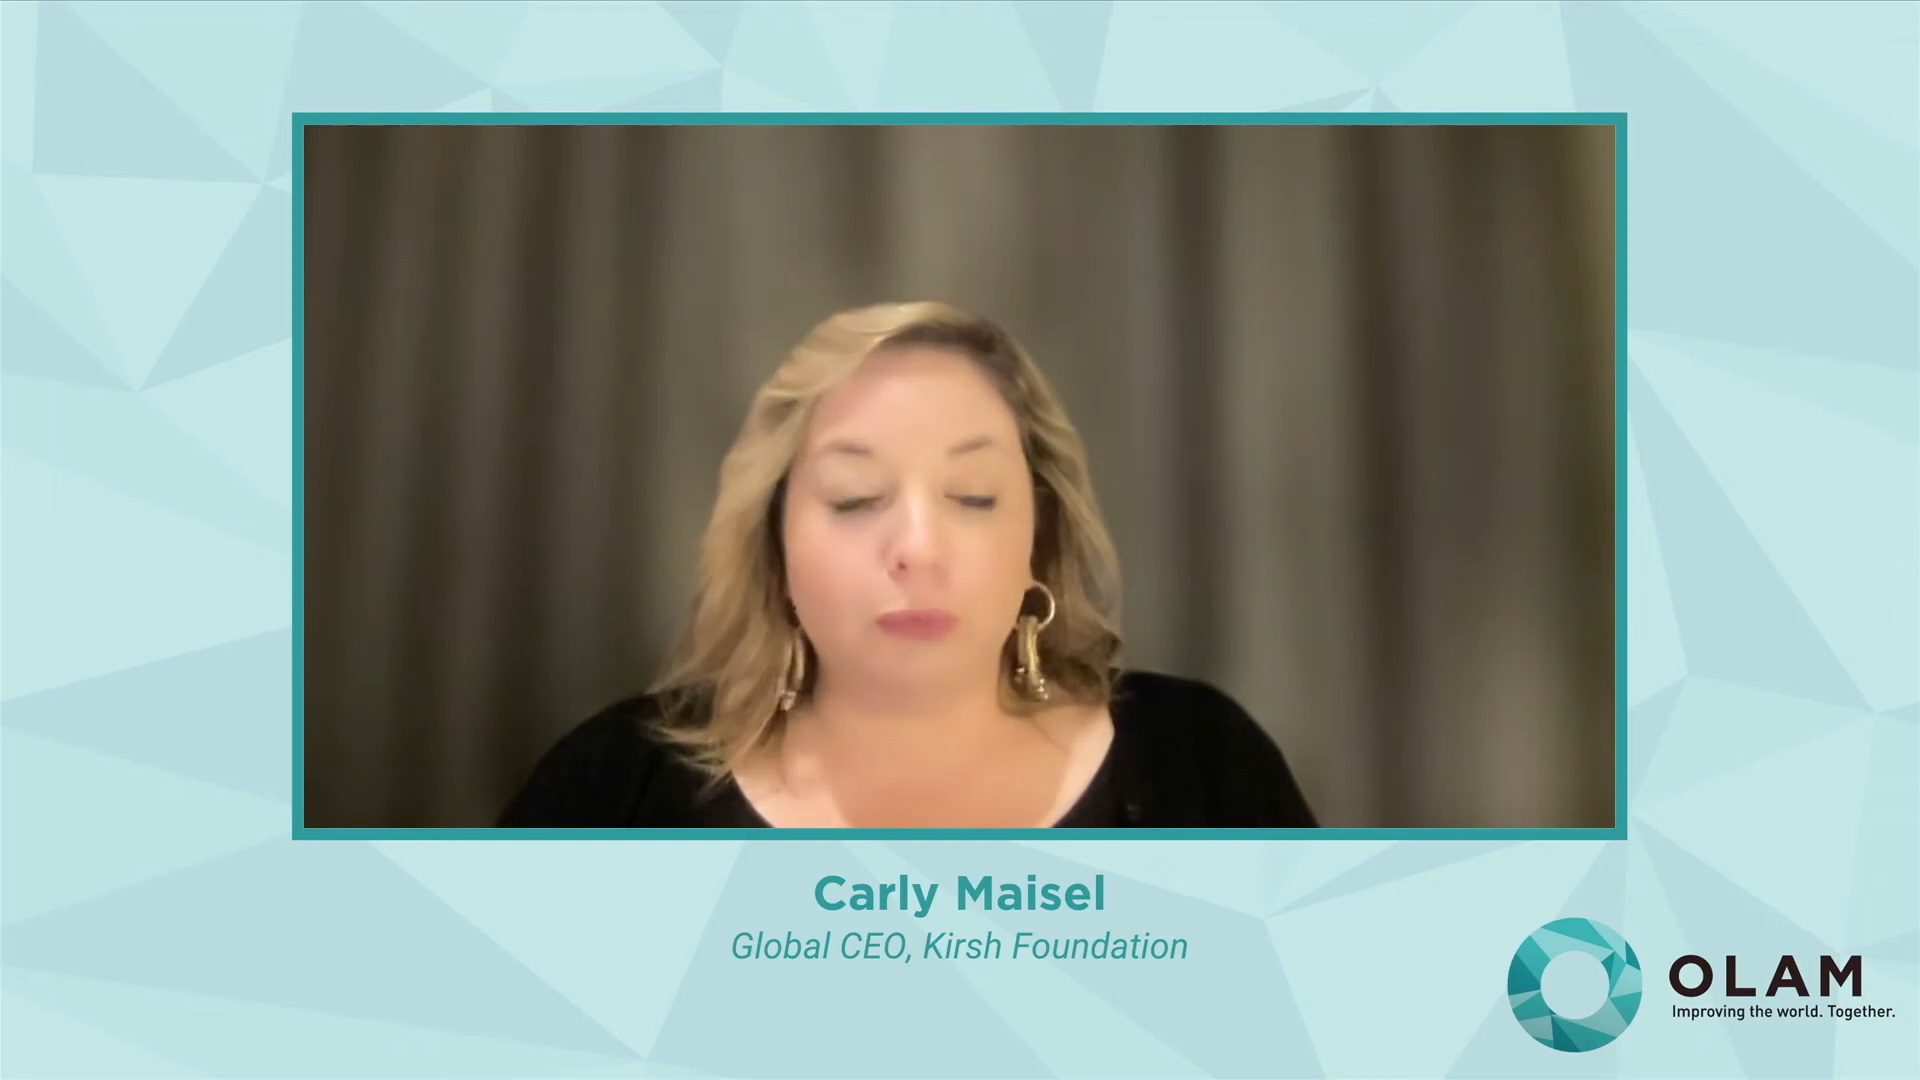 Carly Maisel
Global CEO, Kirsh Foundation
OLAM
Improving the world. Together.